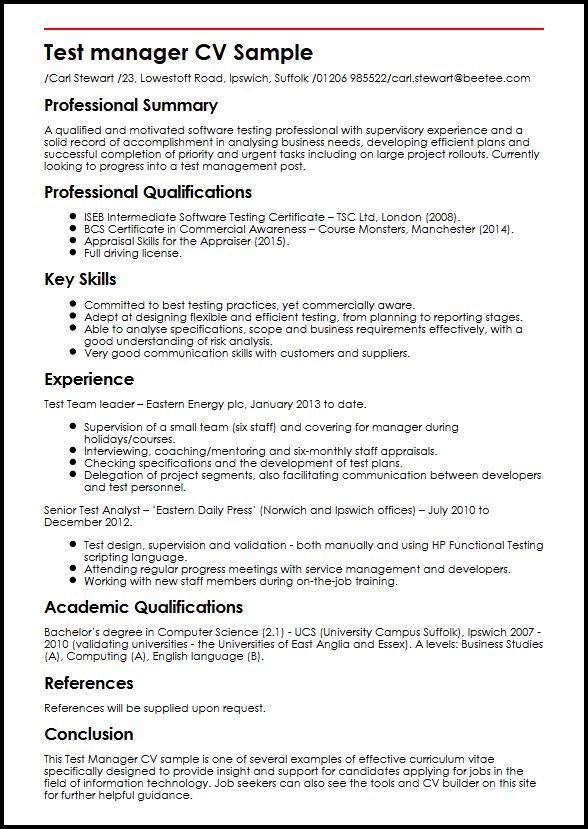 Test manager CV Sample
/Carl Stewart /23, Lowestoft Road, Ipswich, Suffolk /01206 985522/carl.stewart@beetee.com
Professional Summary
A qualified and motivated software testing professional with supervisory experience and a
solid record of accomplishment in analysing business needs, developing efficient plans and
successful completion of priority and urgent tasks including on large project rollouts. Currently
looking to progress into a test management post.
Professional Qualifications
● ISEB Intermediate Software Testing Certificate – TSC Ltd, London (2008).
● BCS Certificate in Commercial Awareness – Course Monsters, Manchester (2014).
● Appraisal Skills for the Appraiser (2015).
● Full driving license.
Key Skills
● Committed to best testing practices, yet commercially aware.
● Adept at designing flexible and efficient testing, from planning to reporting stages.
● Able to analyse specifications, scope and business requirements effectively, with a
good understanding of risk analysis.
● Very good communication skills with customers and suppliers.
Experience
Test Team leader – Eastern Energy plc, January 2013 to date.
● Supervision of a small team (six staff) and covering for manager during
holidays/courses.
● Interviewing, coaching/mentoring and six-monthly staff appraisals.
● Checking specifications and the development of test plans.
● Delegation of project segments, also facilitating communication between developers
and test personnel.
Senior Test Analyst – ‘Eastern Daily Press’ (Norwich and Ipswich offices) – July 2010 to
December 2012.
● Test design, supervision and validation - both manually and using HP Functional Testing
scripting language.
● Attending regular progress meetings with service management and developers.
● Working with new staff members during on-the-job training.
Academic Qualifications
Bachelor’s degree in Computer Science (2.1) - UCS (University Campus Suffolk), Ipswich 2007 -
2010 (validating universities - the Universities of East Anglia and Essex). A levels: Business Studies
(A), Computing (A), English language (B).
References
References will be supplied upon request.
Conclusion
This Test Manager CV sample is one of several examples of effective curriculum vitae
specifically designed to provide insight and support for candidates applying for jobs in the
field of information technology. Job seekers can also see the tools and CV builder on this site
for further helpful guidance.